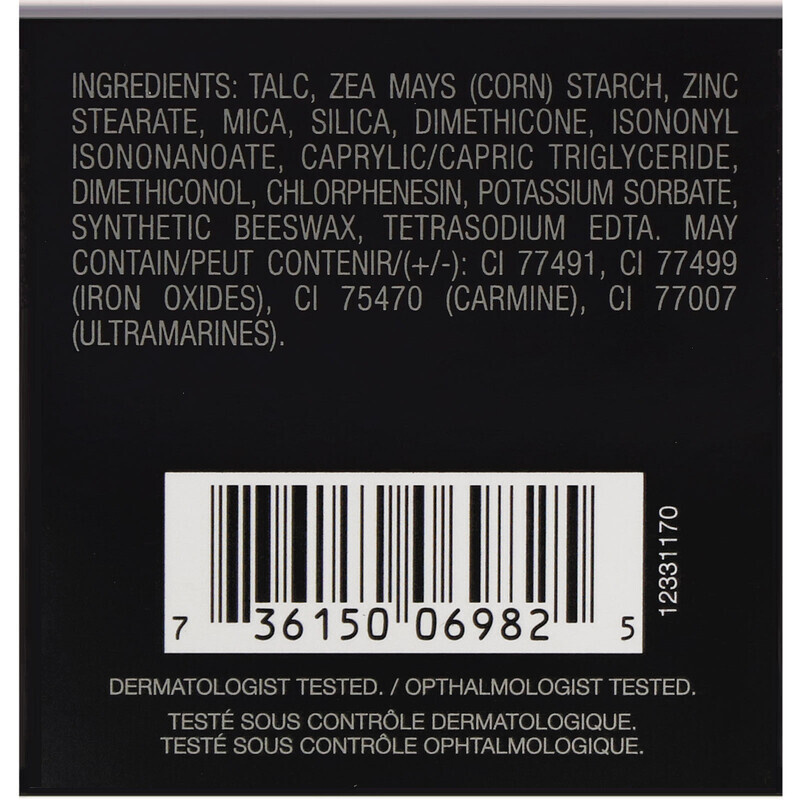 INGREDIENTS: TALC, ZEA MAYS (CORN) STARCH, ZINC
STEARATE, MICA, SILICA, DIMETHICONE, ISONONYL
ISONONANOATE, CAPRYLIC/CAPRIC TRIGLYCERIDE,
DIMETHICONOL, CHLORPHENESIN, POTASSIUM SORBATE,
SYNTHETIC BEESWAX, TETRASODIUM EDTA. MAY
CONTAIN/PEUT CONTENIR/(+/-): CI 77491, CI 77499
(IRON OXIDES), CI 75470 (CARMINE), CI 77007
(ULTRAMARINES).
7 36150 06982 5
12331170
DERMATOLOGIST TESTED. / OPTHALMOLOGIST TESTED.
TESTÉ SOUS CONTRÔLE DERMATOLOGIQUE.
TESTÉ SOUS CONTRÔLE OPHTALMOLOGIQUE.